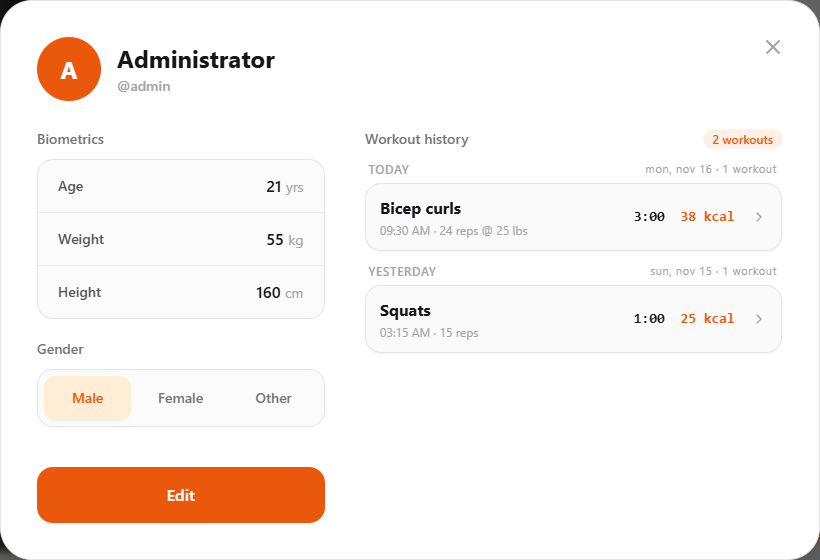 A
Administrator
@admin
Biometrics
Age 21 yrs
Weight 55 kg
Height 160 cm
Gender
Male Female Other
Edit
Workout history 2 workouts
TODAY mon, nov 16 · 1 workout
Bicep curls
09:30 AM · 24 reps @ 25 lbs
3:00 38 kcal
YESTERDAY sun, nov 15 · 1 workout
Squats
03:15 AM · 15 reps
1:00 25 kcal